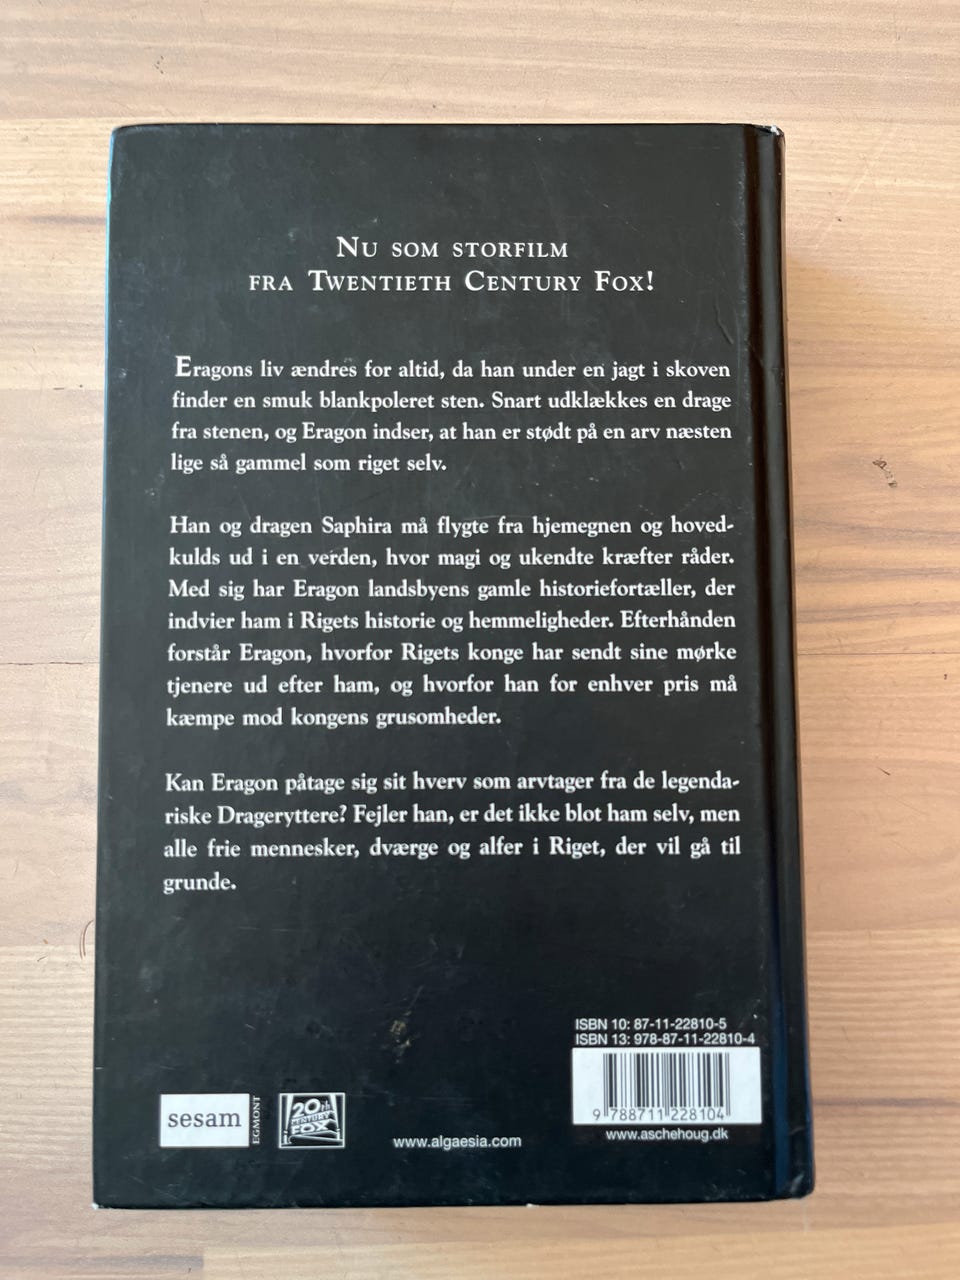 NU SOM STORFILM
FRA TWENTIETH CENTURY FOX!
Eragons liv ændres for altid, da han under en jagt i skoven
finder en smuk blankpoleret sten. Snart udklækkes en drage
fra stenen, og Eragon indser, at han er stødt på en arv næsten
lige så gammel som riget selv.
Han og dragen Saphira må flygte fra hjemegnen og hoved-
kulds ud i en verden, hvor magi og ukendte kræfter råder.
Med sig har Eragon landsbyens gamle historiefortæller, der
indvier ham i Rigets historie og hemmeligheder. Efterhånden
forstår Eragon, hvorfor Rigets konge har sendt sine mørke
tjenere ud efter ham, og hvorfor han for enhver pris må
kæmpe mod kongens grusomheder.
Kan Eragon påtage sig sit hverv som arvtager fra de legenda-
riske Drageryttere? Fejler han, er det ikke blot ham selv, men
alle frie mennesker, dværge og alfer i Riget, der vil gå til
grunde.
ISBN 10: 87-11-22810-5
ISBN 13: 978-87-11-22810-4
9 788711 228104
www.aschehoug.dk
sesam
EGMONT
20th
CENTURY
FOX
www.algaesia.com